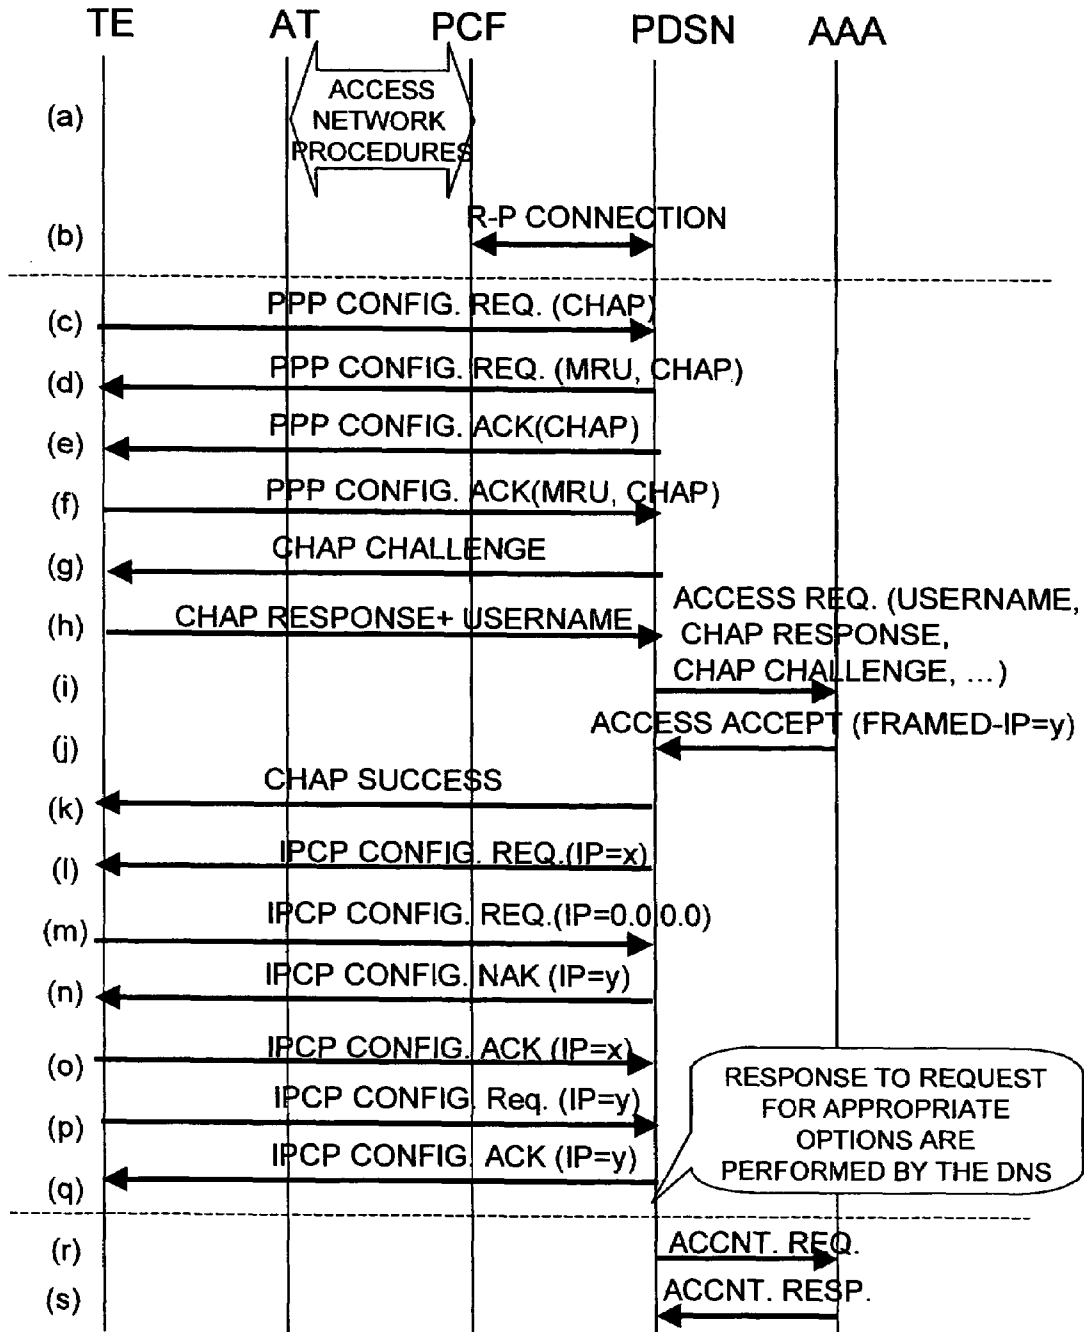 TE AT PCF PDSN AAA
(a)
ACCESS
NETWORK
PROCEDURES
(b)
R-P CONNECTION
(c)
PPP CONFIG. REQ. (CHAP)
(d)
PPP CONFIG. REQ. (MRU, CHAP)
(e)
PPP CONFIG. ACK(CHAP)
(f)
PPP CONFIG. ACK(MRU, CHAP)
(g)
CHAP CHALLENGE
(h)
CHAP RESPONSE+ USERNAME
ACCESS REQ. (USERNAME,
CHAP RESPONSE,
CHAP CHALLENGE, ...)
(i)
ACCESS ACCEPT (FRAMED-IP=y)
(j)
CHAP SUCCESS
(k)
IPCP CONFIG. REQ.(IP=x)
(l)
IPCP CONFIG. REQ.(IP=0.0.0.0)
(m)
IPCP CONFIG. NAK (IP=y)
(n)
IPCP CONFIG. ACK (IP=x)
(o)
IPCP CONFIG. Req. (IP=y)
(p)
IPCP CONFIG. ACK (IP=y)
(q)
RESPONSE TO REQUEST
FOR APPROPRIATE
OPTIONS ARE
PERFORMED BY THE DNS
(r)
ACCNT. REQ.
(s)
ACCNT. RESP.